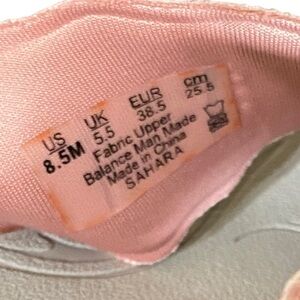 US UK EUR cm
8.5M 5.5 38.5 25.5
Fabric Upper
Balance Man Made
Made in China
SAHARA